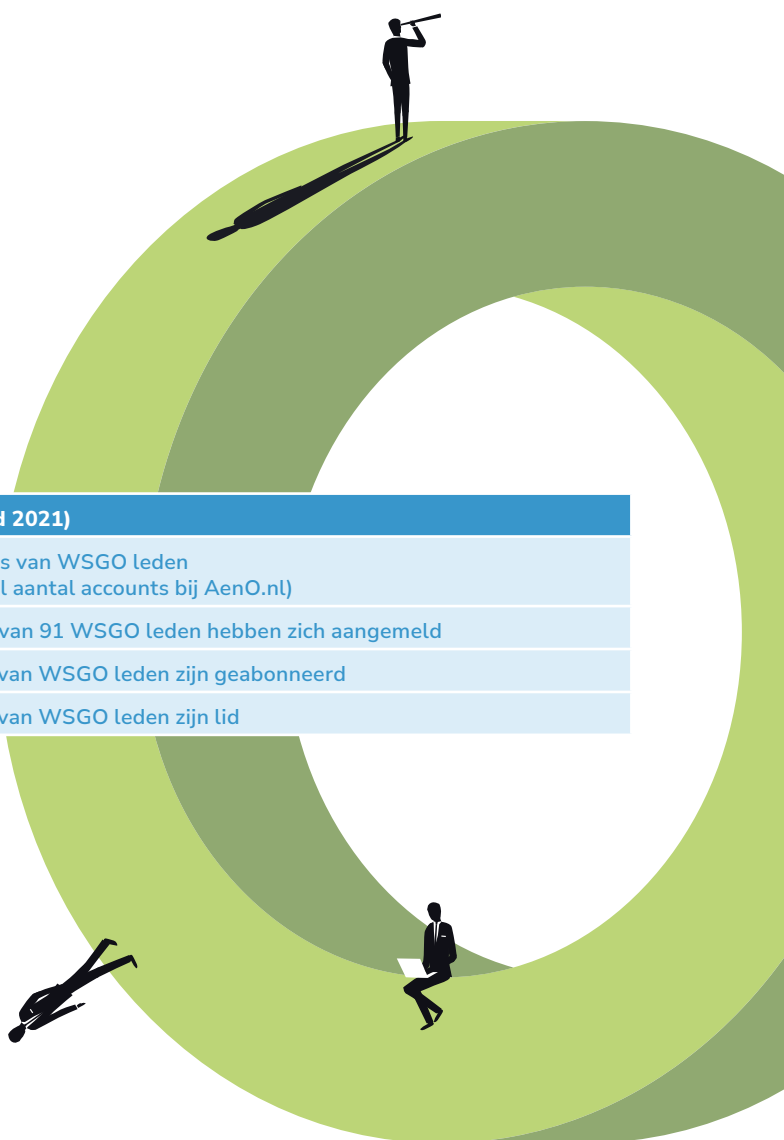 d 2021)
s van WSGO leden
l aantal accounts bij AenO.nl)
van 91 WSGO leden hebben zich aangemeld
van WSGO leden zijn geabonneerd
van WSGO leden zijn lid